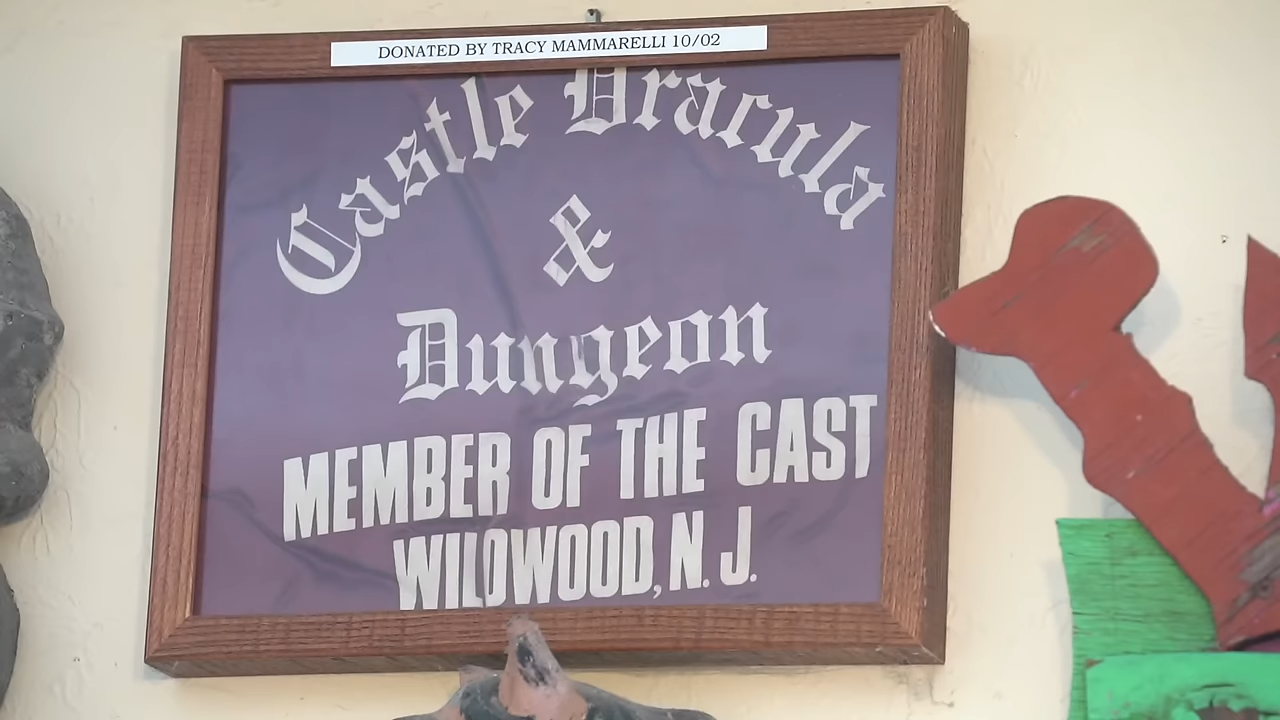 DONATED BY TRACY MAMMARELLI 10/02
Castle Dracula
&
Dungeon
MEMBER OF THE CAST
WILDWOOD, N. J.